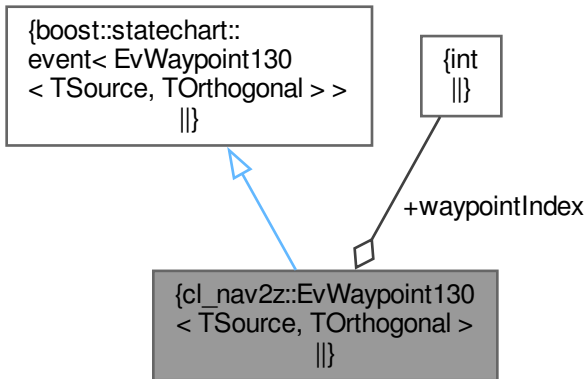 {boost::statechart::
event< EvWaypoint130
< TSource, TOrthogonal > >
||}
{int
||}
+waypointIndex
{cl_nav2z::EvWaypoint130
< TSource, TOrthogonal >
||}